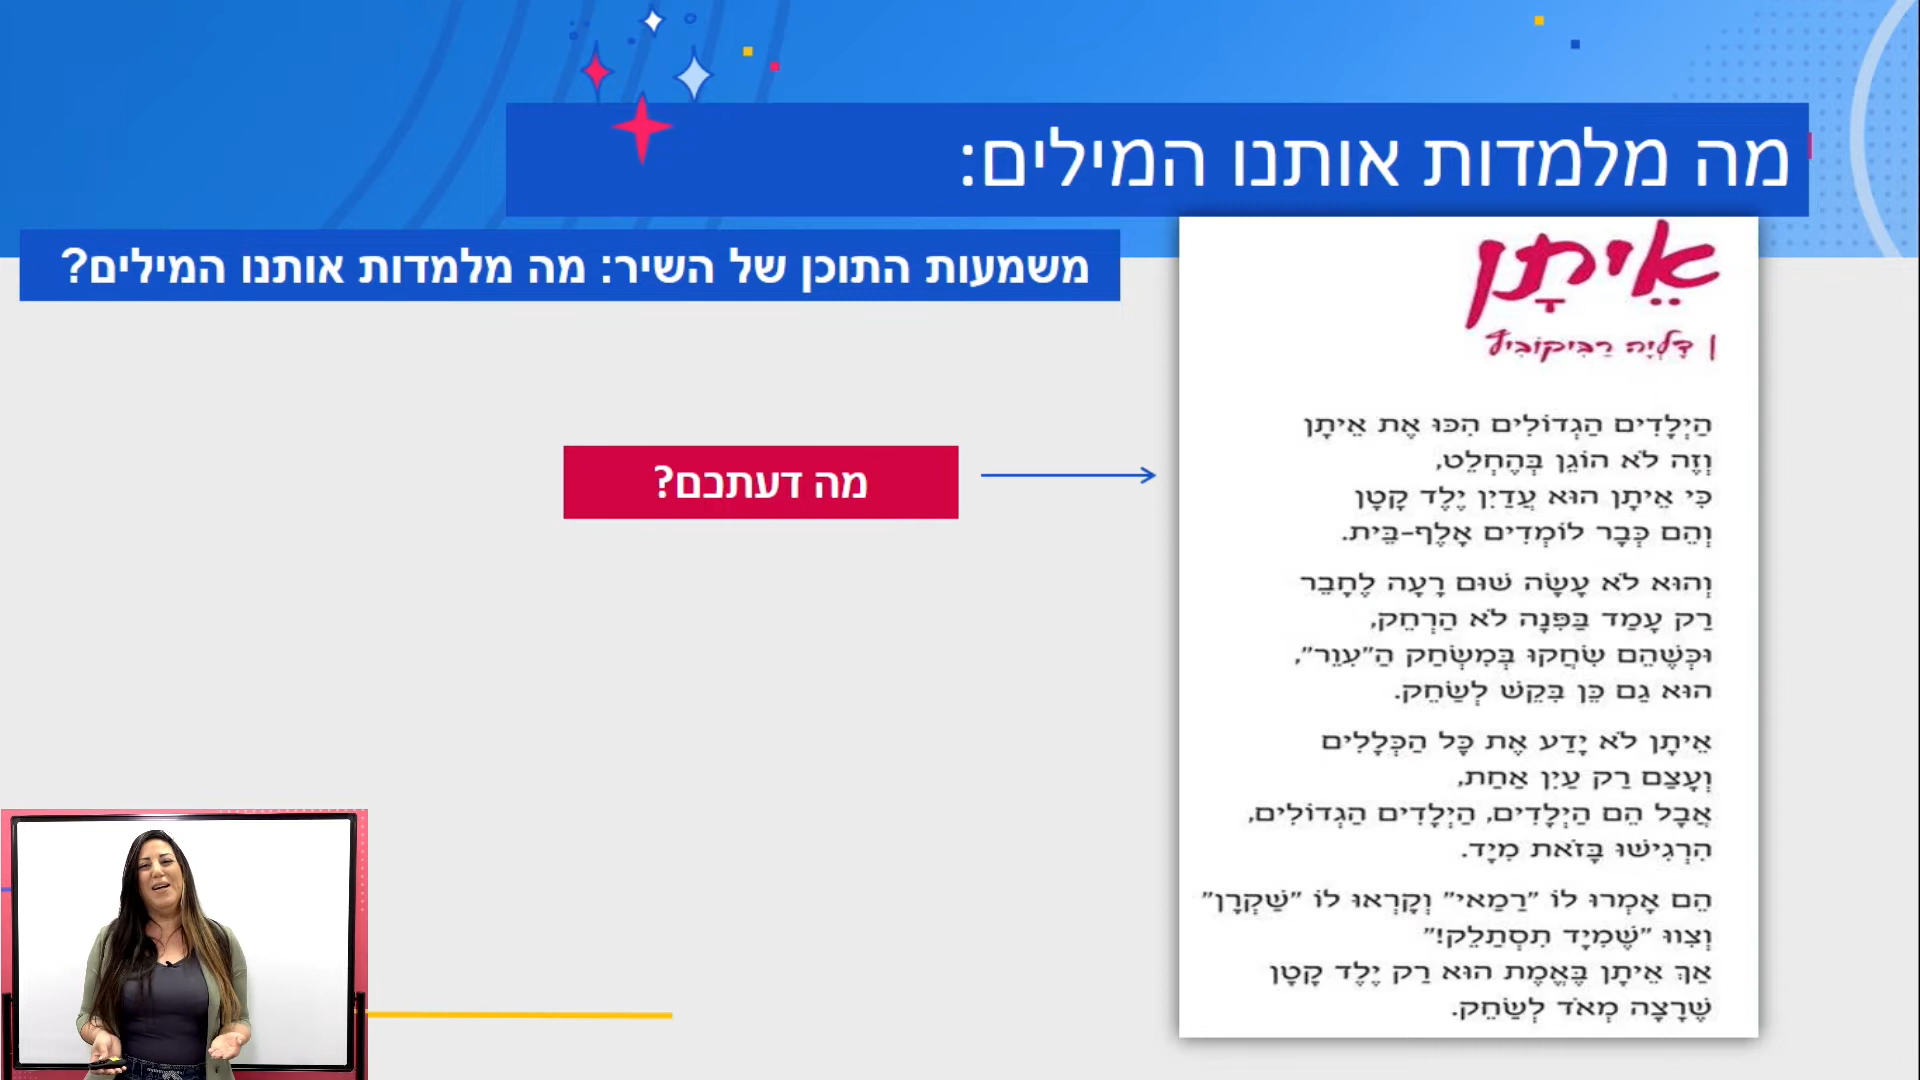 מה מלמדות אותנו המילים:
משמעות התוכן של השיר: מה מלמדות אותנו המילים?
מה דעתכם?
אֵיתָן
| דַּלְיָה רַבִּיקוֹבִיץ
הַיְלָדִים הַגְּדוֹלִים הִכּוּ אֶת אֵיתָן
וְזֶה לֹא הוֹגֵן בְּהֶחְלֵט,
כִּי אֵיתָן הוּא עֲדַיִן יֶלֶד קָטָן
וְהֵם כְּבָר לוֹמְדִים אָלֶף–בֵּית.
וְהוּא לֹא עָשָׂה שׁוּם רָעָה לֶחָבֵר
רַק עָמַד בַּפִּנָּה לֹא הַרְחֵק,
וּכְשֶׁהֵם שִׂחֲקוּ בְּמִשְׂחַק הַ"עִוֵּר",
הוּא גַּם כֵּן בִּקֵּשׁ לְשַׂחֵק.
אֵיתָן לֹא יָדַע אֶת כָּל הַכְּלָלִים
וְעָצַם רַק עַיִן אַחַת,
אֲבָל הֵם הַיְלָדִים, הַיְלָדִים הַגְּדוֹלִים,
הִרְגִּישׁוּ בָּזֹאת מִיָּד.
הֵם אָמְרוּ לוֹ "רַמַּאי" וְקָרְאוּ לוֹ "שַׁקְרָן"
וְצִוּוּ "שֶׁמִּיָּד תִּסְתַּלֵּק!"
אַךְ אֵיתָן בֶּאֱמֶת הוּא רַק יֶלֶד קָטָן
שֶׁרָצָה מְאֹד לְשַׂחֵק.